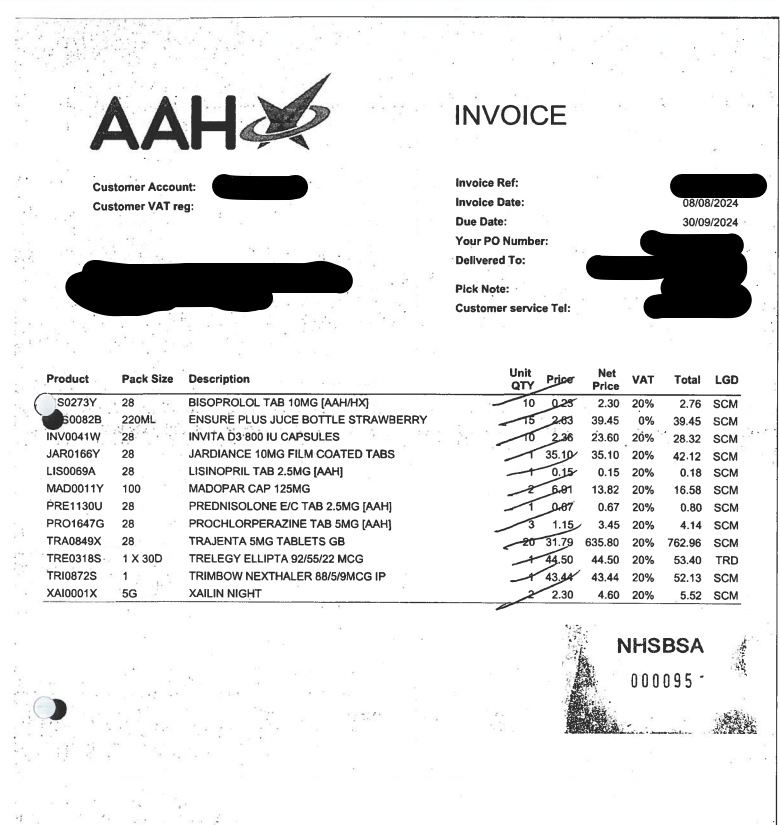 AAH
INVOICE
Customer Account:
Customer VAT reg:
Invoice Ref:
Invoice Date: 08/08/2024
Due Date: 30/09/2024
Your PO Number:
Delivered To:
Pick Note:
Customer service Tel:
Product Pack Size Description Unit QTY Price Net Price VAT Total LGD
S0273Y 28 BISOPROLOL TAB 10MG [AAH/HX] 10 0.23 2.30 20% 2.76 SCM
S0082B 220ML ENSURE PLUS JUCE BOTTLE STRAWBERRY 15 2.63 39.45 0% 39.45 SCM
INV0041W 28 INVITA D3 800 IU CAPSULES 10 2.36 23.60 20% 28.32 SCM
JAR0166Y 28 JARDIANCE 10MG FILM COATED TABS 1 35.10 35.10 20% 42.12 SCM
LIS0069A 28 LISINOPRIL TAB 2.5MG [AAH] 1 0.15 0.15 20% 0.18 SCM
MAD0011Y 100 MADOPAR CAP 125MG 2 6.91 13.82 20% 16.58 SCM
PRE1130U 28 PREDNISOLONE E/C TAB 2.5MG [AAH] 1 0.67 0.67 20% 0.80 SCM
PRO1647G 28 PROCHLORPERAZINE TAB 5MG [AAH] 3 1.15 3.45 20% 4.14 SCM
TRA0849X 28 TRAJENTA 5MG TABLETS GB 20 31.79 635.80 20% 762.96 SCM
TRE0318S 1 X 30D TRELEGY ELLIPTA 92/55/22 MCG 1 44.50 44.50 20% 53.40 TRD
TRI0872S 1 TRIMBOW NEXTHALER 88/5/9MCG IP 1 43.44 43.44 20% 52.13 SCM
XAI0001X 5G XAILIN NIGHT 2 2.30 4.60 20% 5.52 SCM
NHSBSA
000095